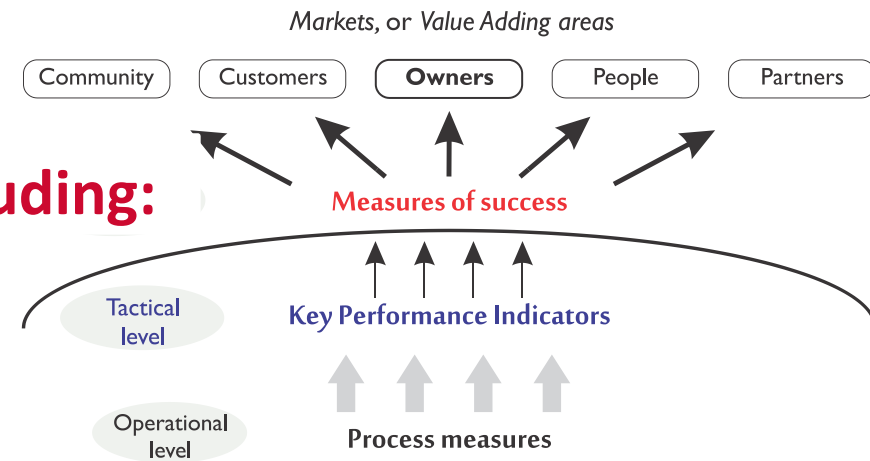 Markets, or Value Adding areas
Community Customers Owners People Partners
uding:
Measures of success
Tactical
level
Key Performance Indicators
Operational
level
Process measures